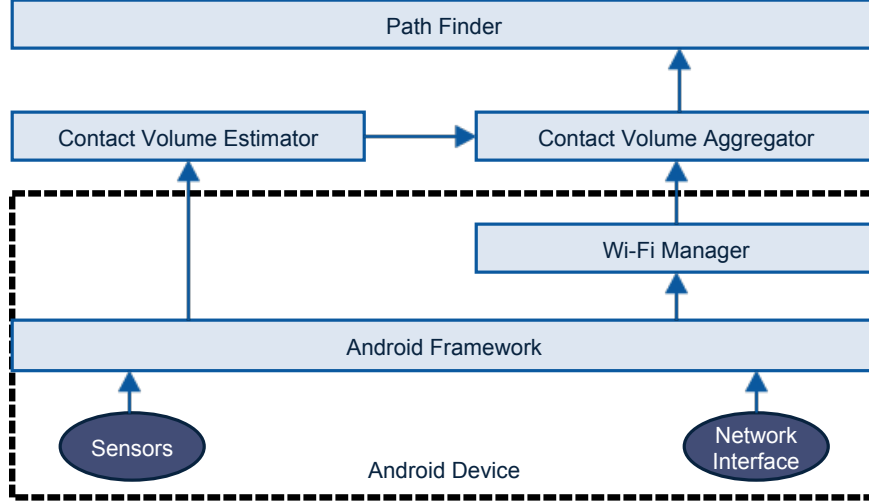 Path Finder
Contact Volume Estimator
Contact Volume Aggregator
Wi-Fi Manager
Android Framework
Sensors
Network
Interface
Android Device